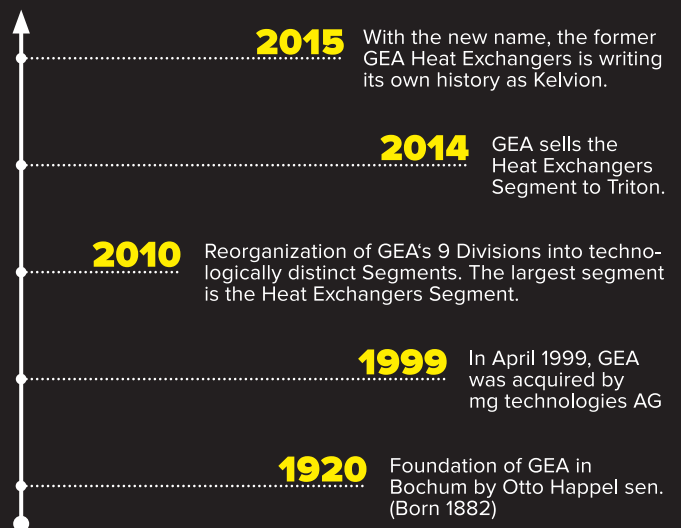 2015
With the new name, the former
GEA Heat Exchangers is writing
its own history as Kelvion.
2014
GEA sells the
Heat Exchangers
Segment to Triton.
2010
Reorganization of GEA‘s 9 Divisions into techno-
logically distinct Segments. The largest segment
is the Heat Exchangers Segment.
1999
In April 1999, GEA
was acquired by
mg technologies AG
1920
Foundation of GEA in
Bochum by Otto Happel sen.
(Born 1882)